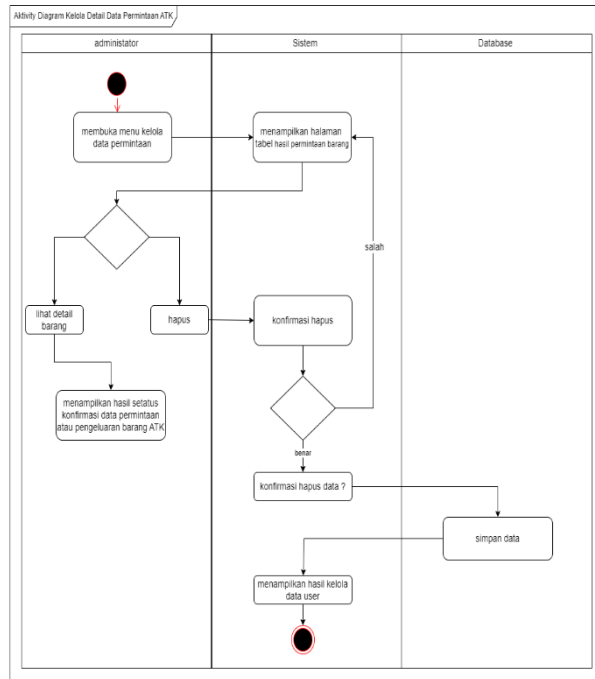 Aktivity Diagram Kelola Detail Data Permintaan ATK
administator
Sistem
Database
membuka menu kelola
data permintaan
menampilkan halaman
tabel hasil permintaan barang
salah
lihat detail
barang
hapus
konfirmasi hapus
menampilkan hasil setatus
konfirmasi data permintaan
atau pengeluaran barang ATK
benar
konfirmasi hapus data ?
simpan data
menampilkan hasil kelola
data user